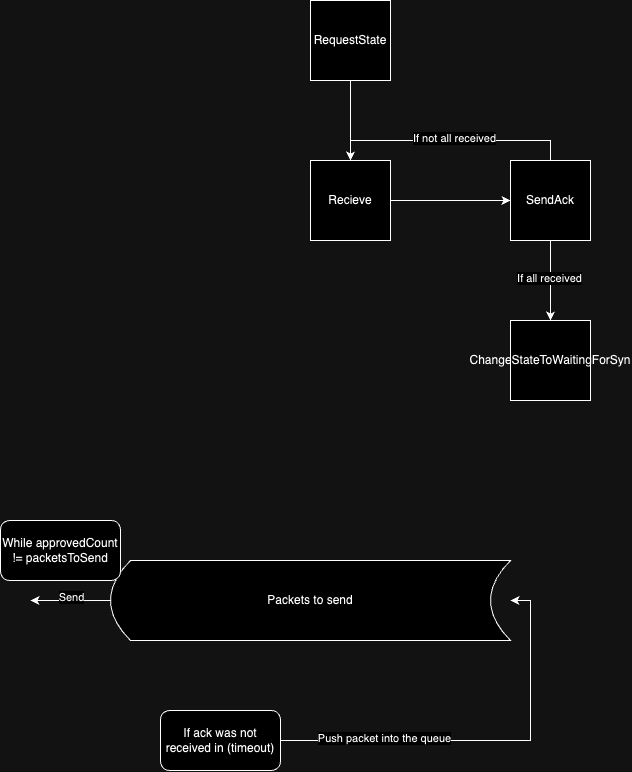 RequestState
If not all received
Recieve
SendAck
If all received
ChangeStateToWaitingForSyn
While approvedCount
!= packetsToSend
Send
Packets to send
If ack was not
received in (timeout)
Push packet into the queue